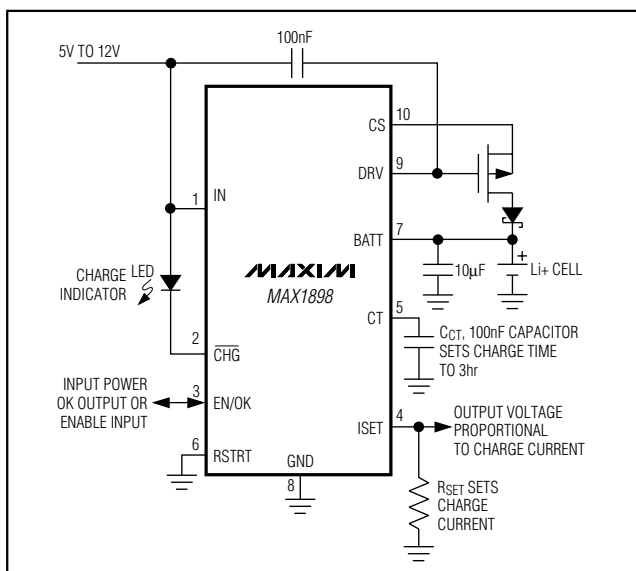 100nF
5V TO 12V
10
CS
9
DRV
IN
1
7
BATT
LED
CHARGE
INDICATOR
MAXIM
MAX1898
10µF
+
Li+ CELL
5
CT
CCT, 100nF CAPACITOR
SETS CHARGE TIME
TO 3hr
2
CHG
INPUT POWER
OK OUTPUT OR
ENABLE INPUT
3
EN/OK
4
ISET
OUTPUT VOLTAGE
PROPORTIONAL
TO CHARGE CURRENT
6
RSTRT
GND
8
RSET SETS
CHARGE
CURRENT